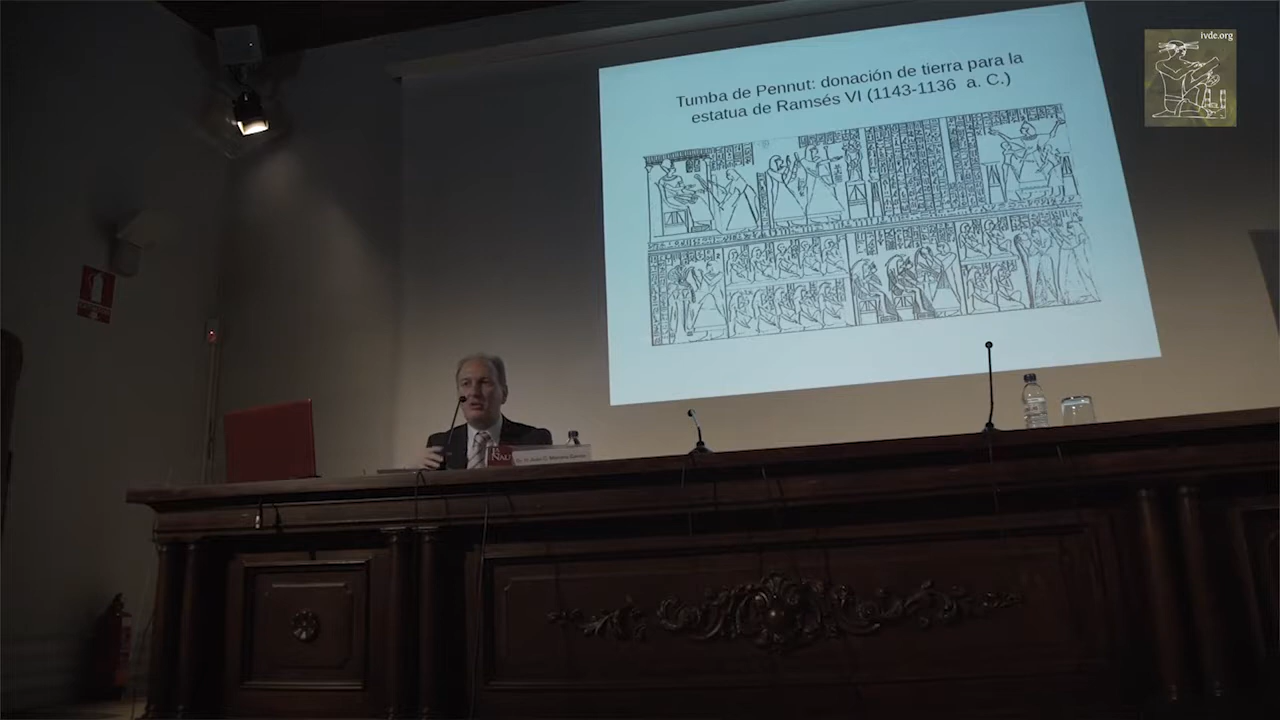 ivde.org
Tumba de Pennut: donación de tierra para la
estatua de Ramsés VI (1143-1136 a. C.)